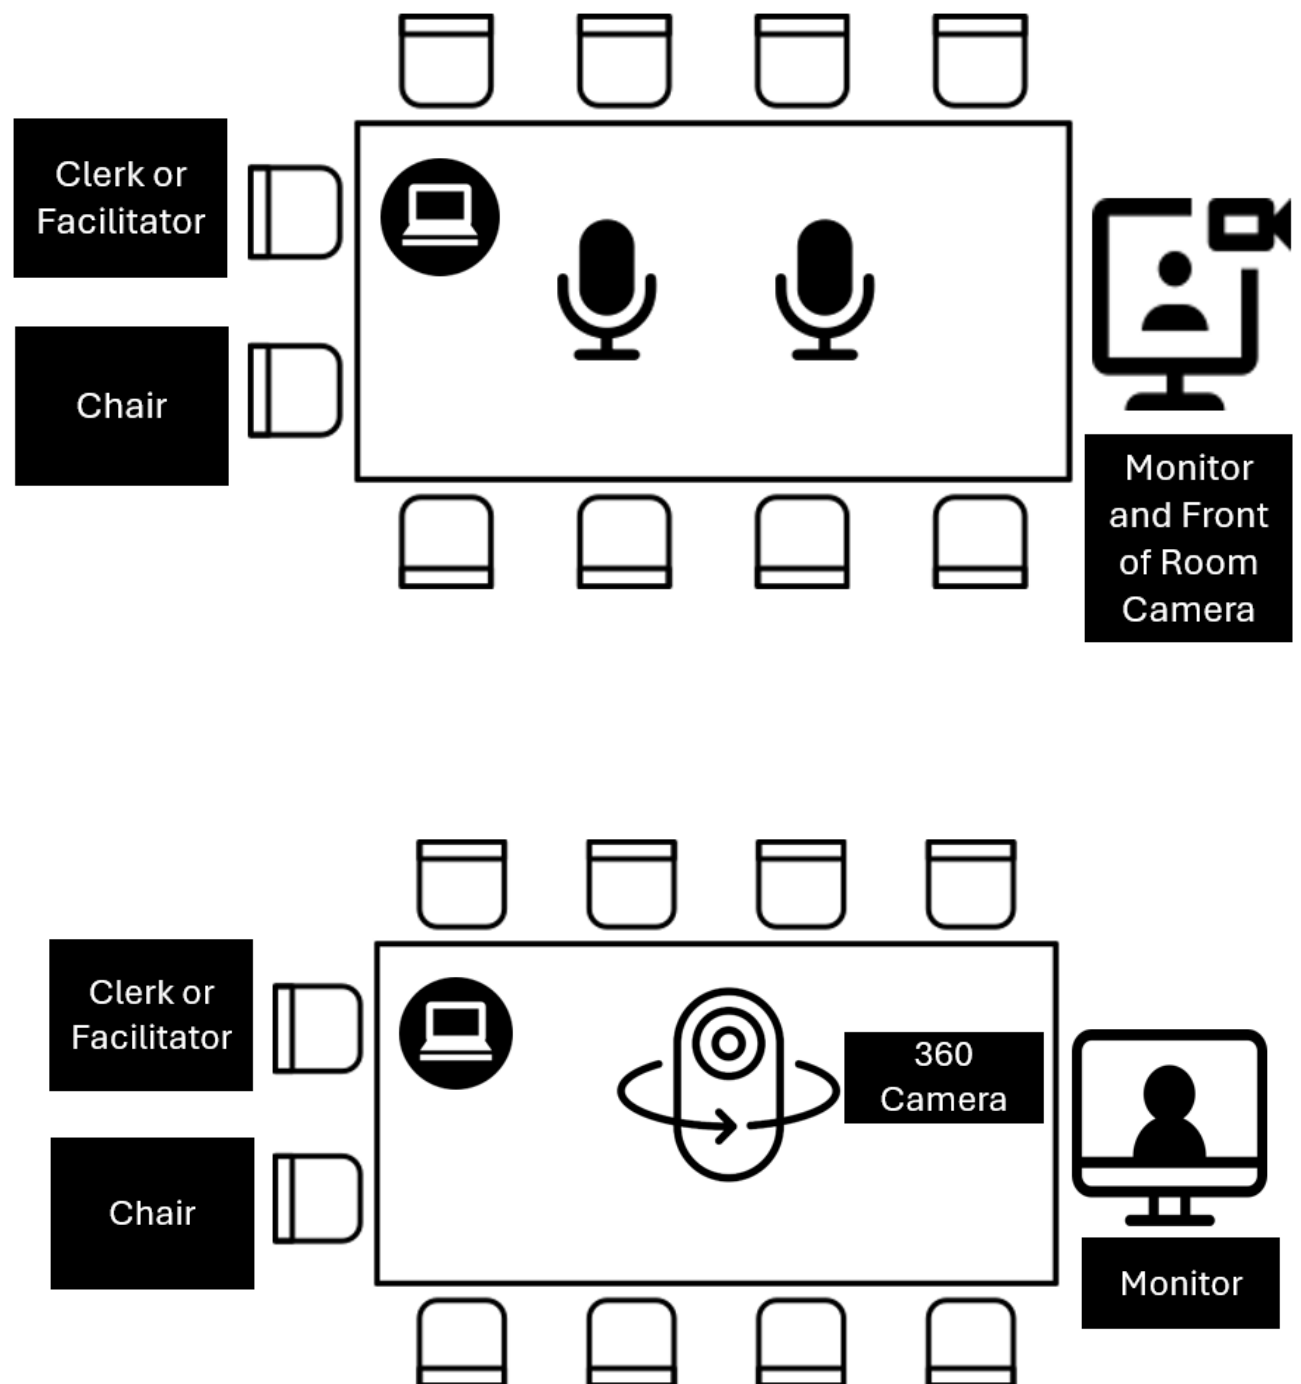 Clerk or
Facilitator
Chair
Monitor
and Front
of Room
Camera
Clerk or
Facilitator
360
Camera
Chair
Monitor